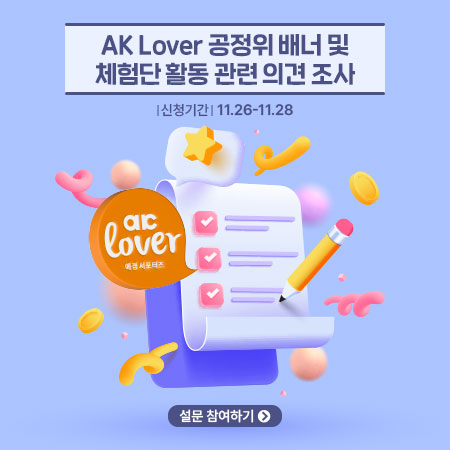 AK Lover 공정위 배너 및
체험단 활동 관련 의견 조사
|신청기간| 11.26-11.28
aк
lover
애경 서포터즈
설문 참여하기